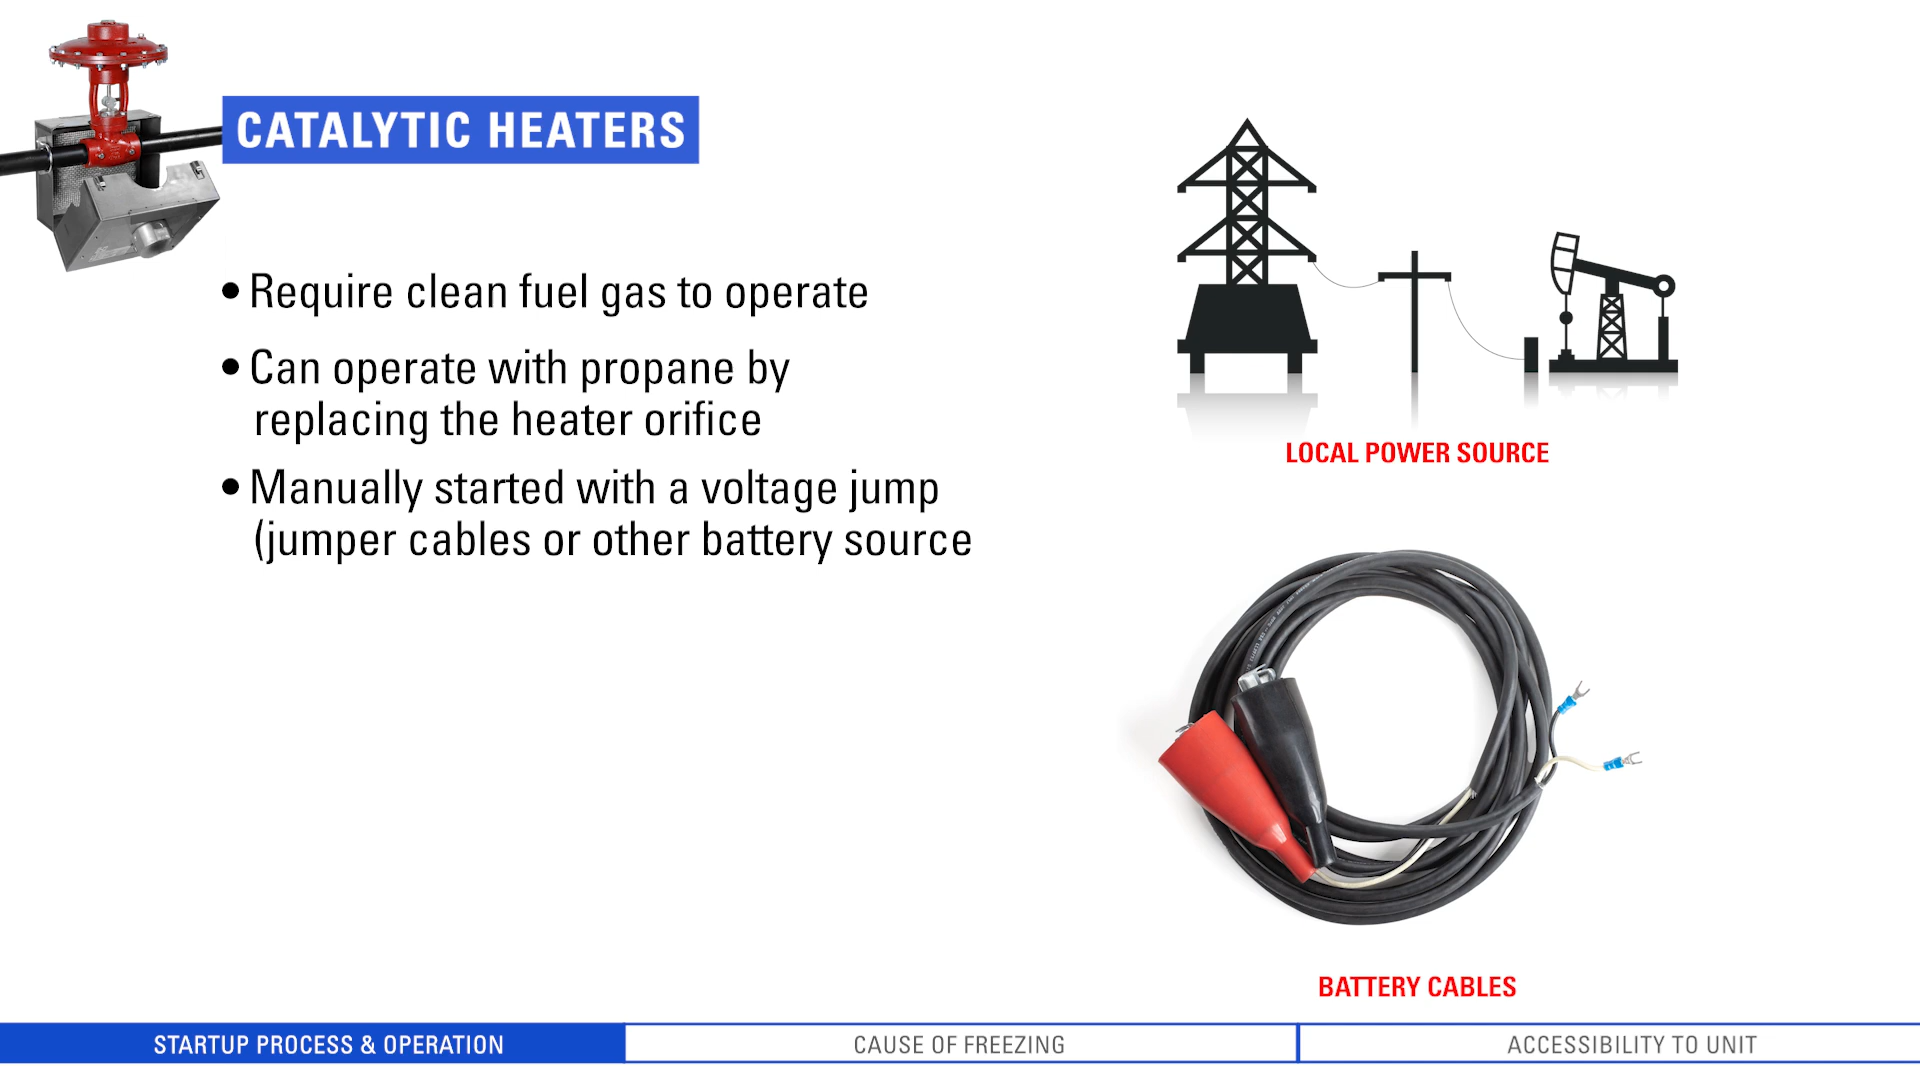 CATALYTIC HEATERS
• Require clean fuel gas to operate
• Can operate with propane by
replacing the heater orifice
• Manually started with a voltage jump
(jumper cables or other battery source
LOCAL POWER SOURCE
BATTERY CABLES
STARTUP PROCESS & OPERATION
CAUSE OF FREEZING
ACCESSIBILITY TO UNIT